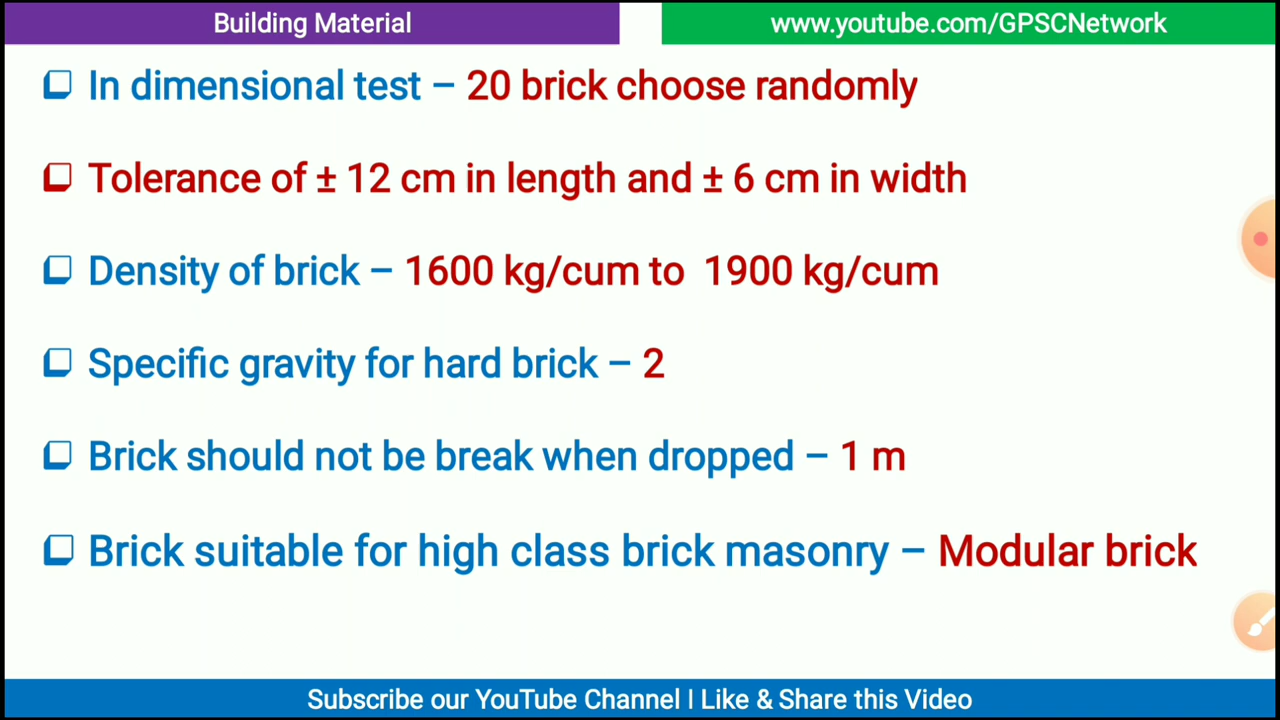 Building Material
www.youtube.com/GPSCNetwork
In dimensional test – 20 brick choose randomly
Tolerance of ± 12 cm in length and ± 6 cm in width
Density of brick – 1600 kg/cum to 1900 kg/cum
Specific gravity for hard brick – 2
Brick should not be break when dropped – 1 m
Brick suitable for high class brick masonry – Modular brick
Subscribe our YouTube Channel I Like & Share this Video